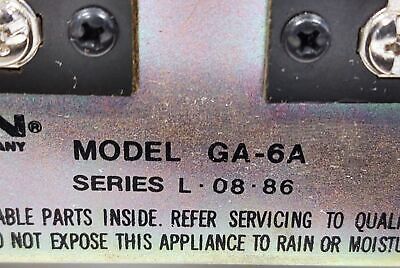 N®
MPANY
MODEL GA-6A
SERIES L·08·86
ABLE PARTS INSIDE. REFER SERVICING TO QUALI
O NOT EXPOSE THIS APPLIANCE TO RAIN OR MOISTU